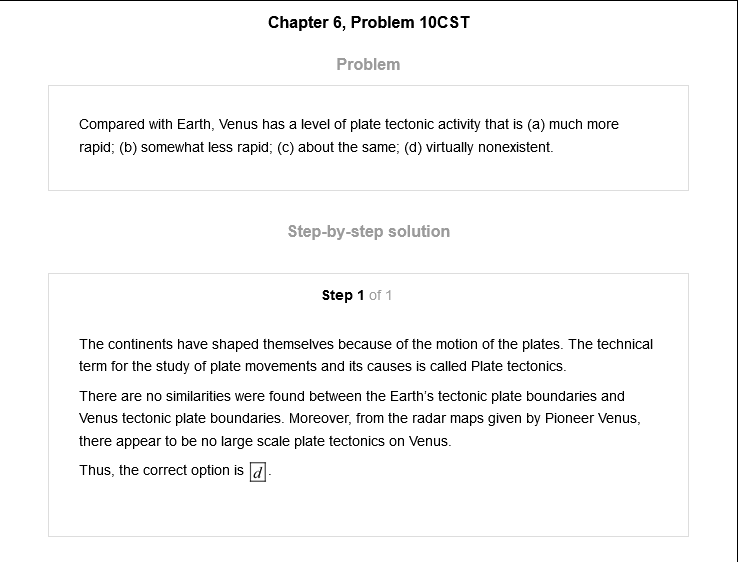 Chapter 6, Problem 10CST
Problem
Compared with Earth, Venus has a level of plate tectonic activity that is (a) much more
rapid; (b) somewhat less rapid; (c) about the same; (d) virtually nonexistent.
Step-by-step solution
Step 1 of 1
The continents have shaped themselves because of the motion of the plates. The technical
term for the study of plate movements and its causes is called Plate tectonics.
There are no similarities were found between the Earth's tectonic plate boundaries and
Venus tectonic plate boundaries. Moreover, from the radar maps given by Pioneer Venus,
there appear to be no large scale plate tectonics on Venus.
Thus, the correct option is d.